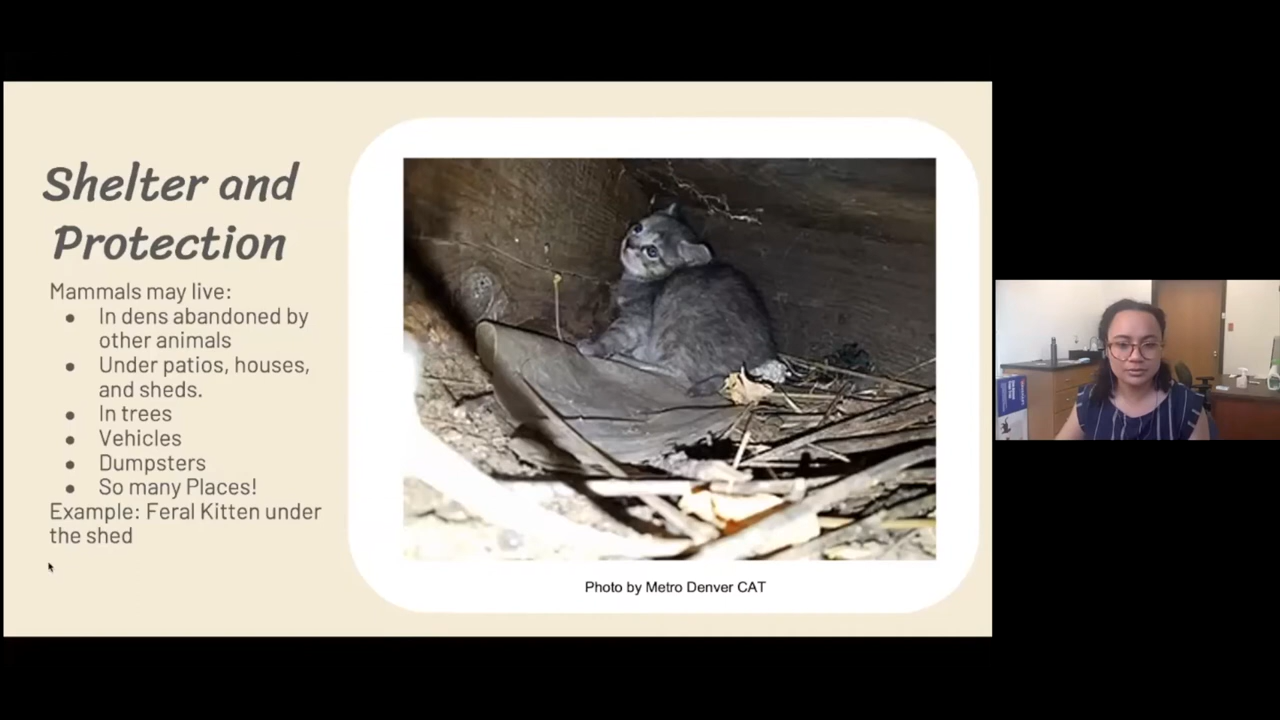 Shelter and
Protection
Mammals may live:
● In dens abandoned by
other animals
● Under patios, houses,
and sheds.
● In trees
● Vehicles
● Dumpsters
● So many Places!
Example: Feral Kitten under
the shed
Photo by Metro Denver CAT